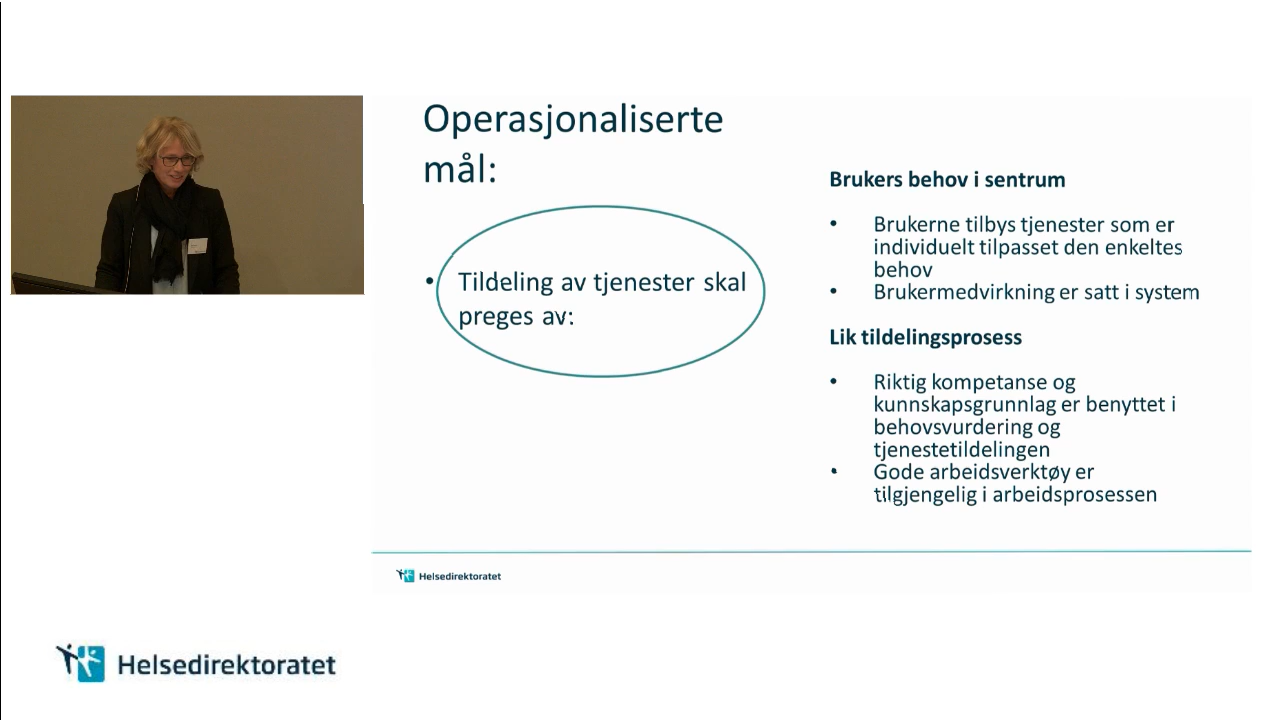 Operasjonaliserte
mål:
• Tildeling av tjenester skal
preges av:
Brukers behov i sentrum
• Brukerne tilbys tjenester som er
individuelt tilpasset den enkeltes
behov
• Brukermedvirkning er satt i system
Lik tildelingsprosess
• Riktig kompetanse og
kunnskapsgrunnlag er benyttet i
behovsvurdering og
tjenestetildelingen
• Gode arbeidsverktøy er
tilgjengelig i arbeidsprosessen
Helsedirektoratet
Helsedirektoratet